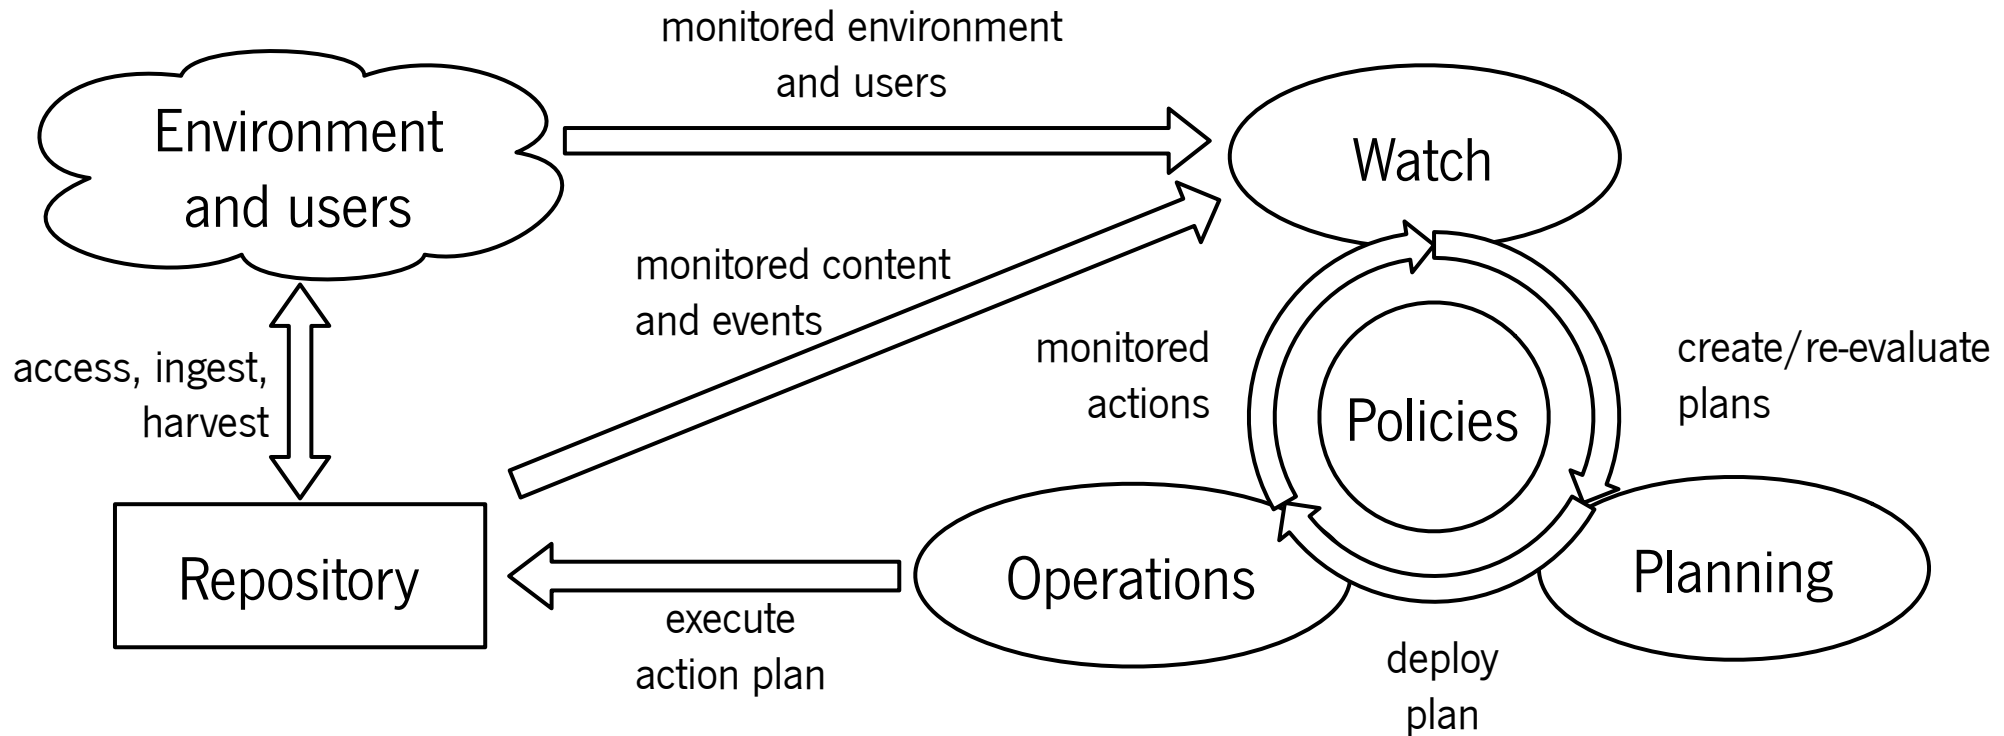 monitored environment
and users
Environment
and users
Watch
monitored content
and events
access, ingest,
harvest
monitored
actions
create/re-evaluate
plans
Policies
Repository
Operations
Planning
execute
action plan
deploy
plan